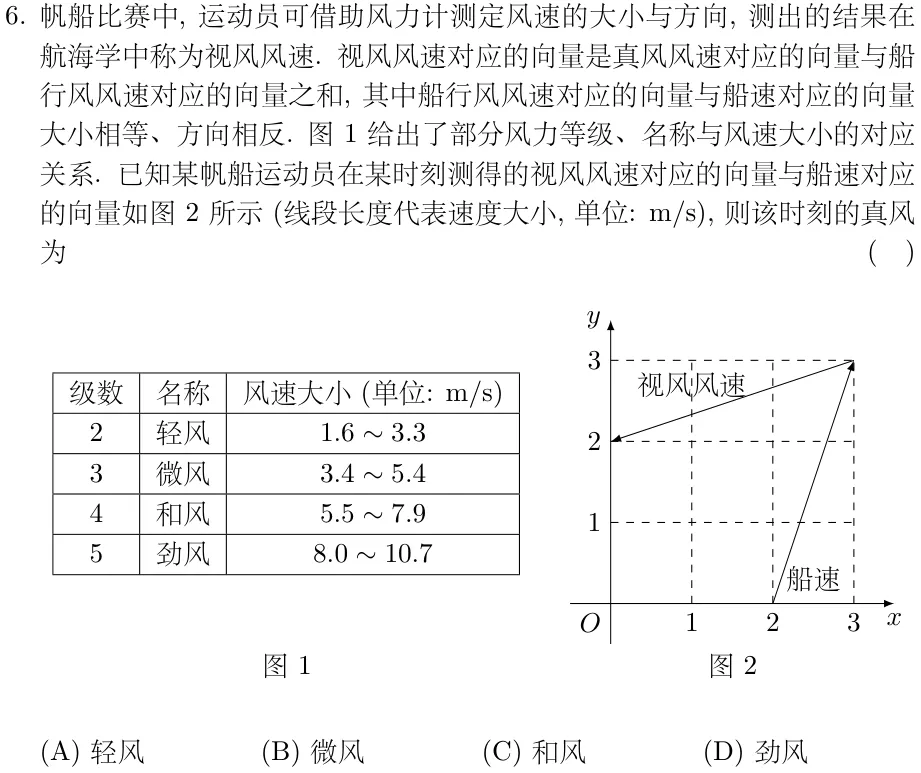 6. 帆船比赛中, 运动员可借助风力计测定风速的大小与方向, 测出的结果在
航海学中称为视风风速. 视风风速对应的向量是真风风速对应的向量与船
行风风速对应的向量之和, 其中船行风风速对应的向量与船速对应的向量
大小相等、方向相反. 图 1 给出了部分风力等级、名称与风速大小的对应
关系. 已知某帆船运动员在某时刻测得的视风风速对应的向量与船速对应
的向量如图 2 所示 (线段长度代表速度大小, 单位: m/s), 则该时刻的真风
为 ( )
级数 名称 风速大小 (单位: m/s)
2 轻风 1.6 ~ 3.3
3 微风 3.4 ~ 5.4
4 和风 5.5 ~ 7.9
5 劲风 8.0 ~ 10.7
图 1
y
3
视风风速
2
1
船速
O 1 2 3 x
图 2
(A) 轻风 (B) 微风 (C) 和风 (D) 劲风